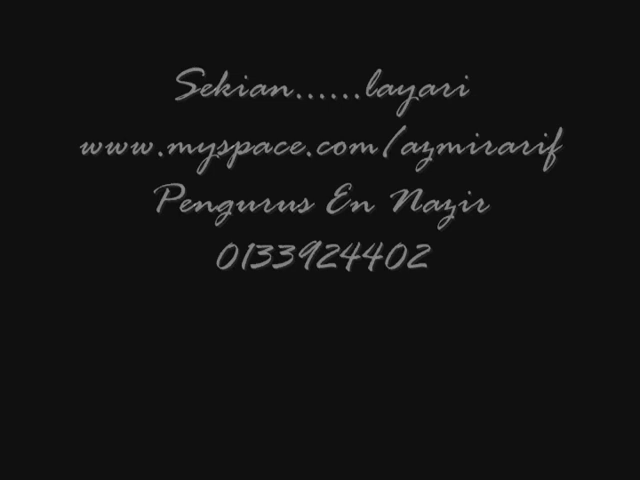 Sekian......layari
www.myspace.com/azmirarif
Pengurus En Nazir
0133924402